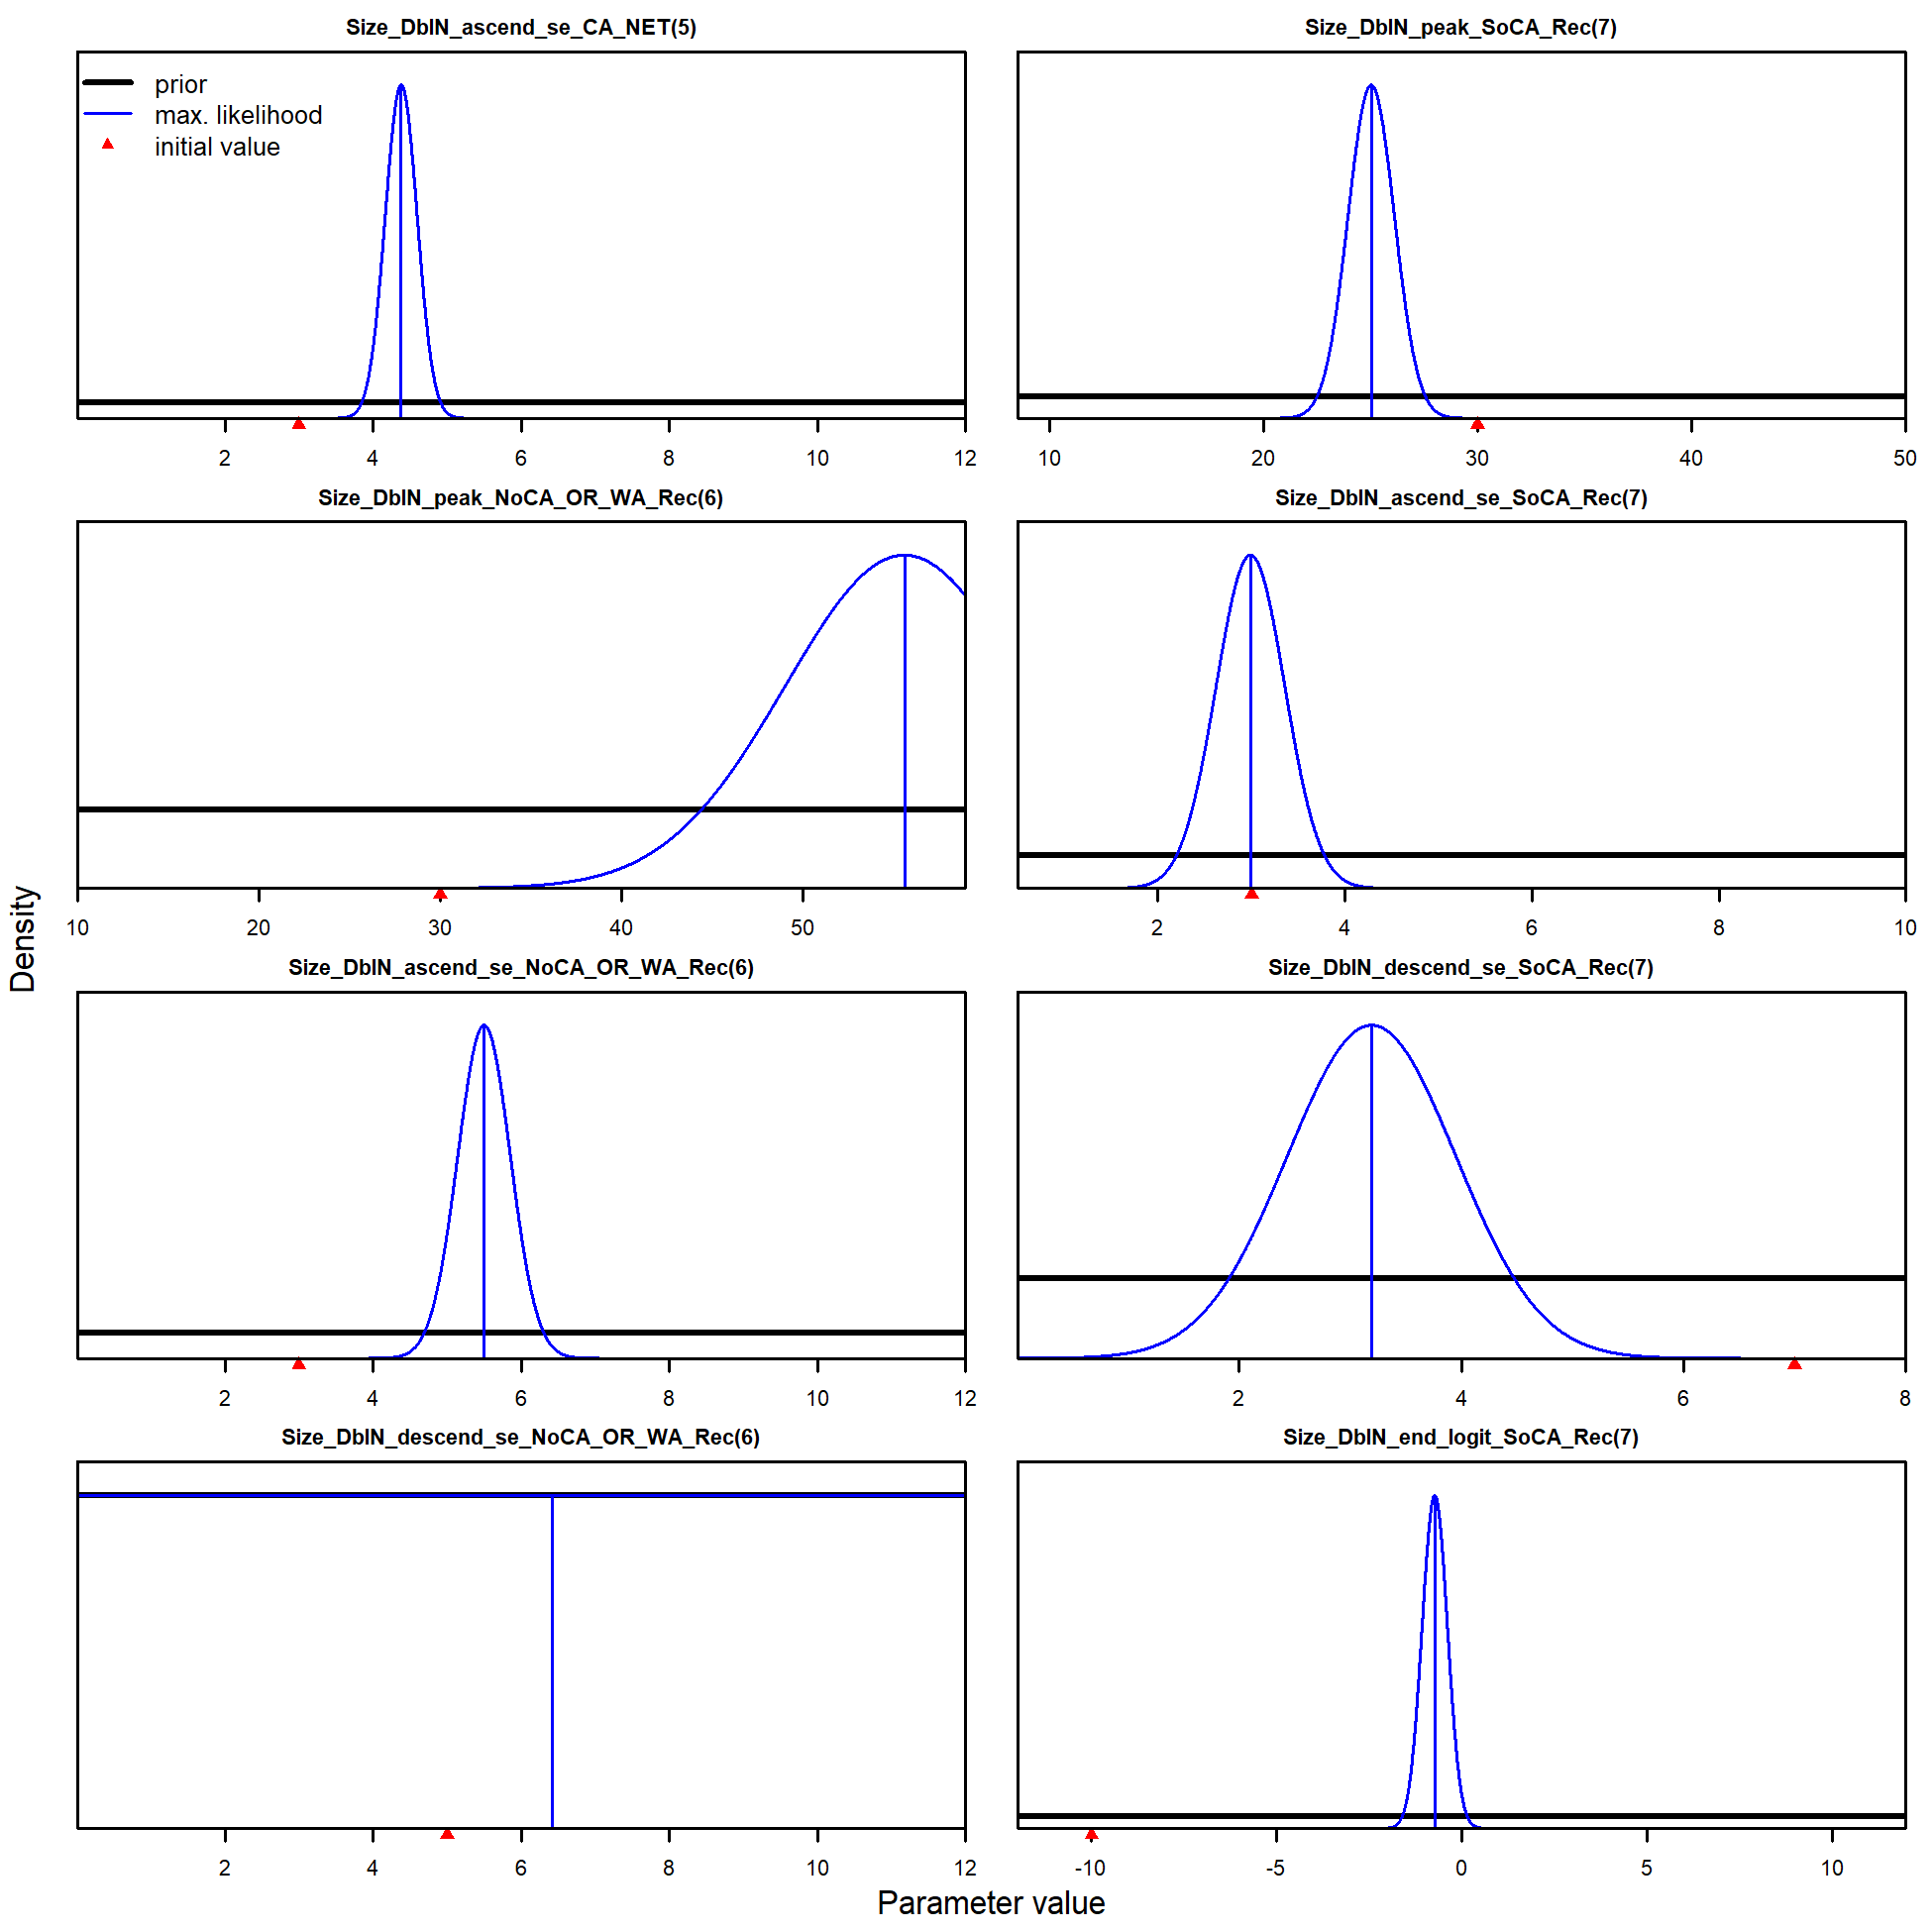 Size_DblN_ascend_se_CA_NET(5)
prior
max. likelihood
initial value
2 4 6 8 10 12
Size_DblN_peak_SoCA_Rec(7)
10 20 30 40 50
Size_DblN_peak_NoCA_OR_WA_Rec(6)
10 20 30 40 50
Size_DblN_ascend_se_SoCA_Rec(7)
2 4 6 8 10
Size_DblN_ascend_se_NoCA_OR_WA_Rec(6)
2 4 6 8 10 12
Size_DblN_descend_se_SoCA_Rec(7)
2 4 6 8
Size_DblN_descend_se_NoCA_OR_WA_Rec(6)
2 4 6 8 10 12
Size_DblN_end_logit_SoCA_Rec(7)
-10 -5 0 5 10
Density
Parameter value